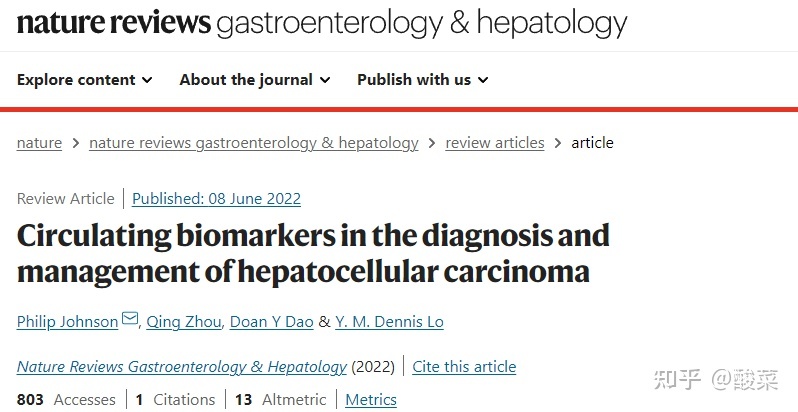 nature reviews gastroenterology & hepatology
Explore content About the journal Publish with us
nature > nature reviews gastroenterology & hepatology > review articles > article
Review Article | Published: 08 June 2022
Circulating biomarkers in the diagnosis and
management of hepatocellular carcinoma
Philip Johnson, Qing Zhou, Doan Y Dao & Y. M. Dennis Lo
Nature Reviews Gastroenterology & Hepatology (2022) | Cite this article
803 Accesses | 1 Citations | 13 Altmetric | Metrics
知乎 @酸菜